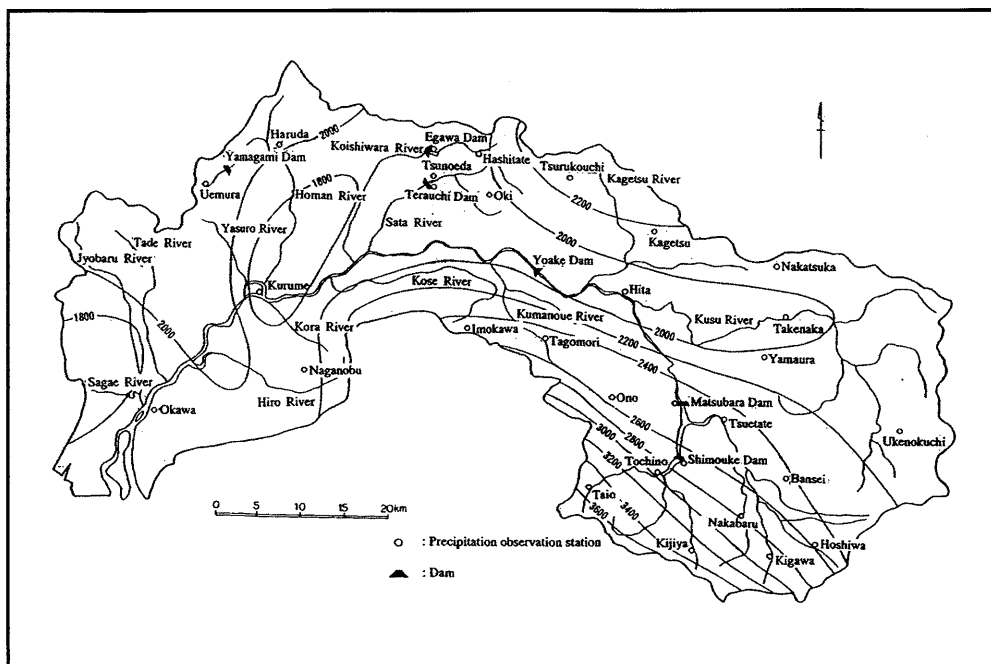 Haruda
2000
Yamagami Dam
Uemura
Koishiwara River
Egawa Dam
Hashitate
Tsunoeda
Terauchi Dam
Oki
Tsurukouchi
Kagetsu River
2200
1800
Homan River
Sata River
2000
Kagetsu
Yasuro River
Tade River
Jyobaru River
Yoake Dam
Nakatsuka
Kurume
Kose River
Hita
Kusu River
Takenaka
1800
2000
Kora River
Imokawa
Kumanoue River
2000
2200
Tagomori
2400
Yamaura
Naganobu
Sagae River
Hiro River
Okawa
Ono
Matsubara Dam
2600
Tsuetate
2800
Ukenokuchi
3000
3200
Tochino
Shimouke Dam
Bansei
Taio
3400
3600
Nakabaru
Kijiya
Hoshiwa
Kigawa
0 5 10 20km
: Precipitation observation station
: Dam